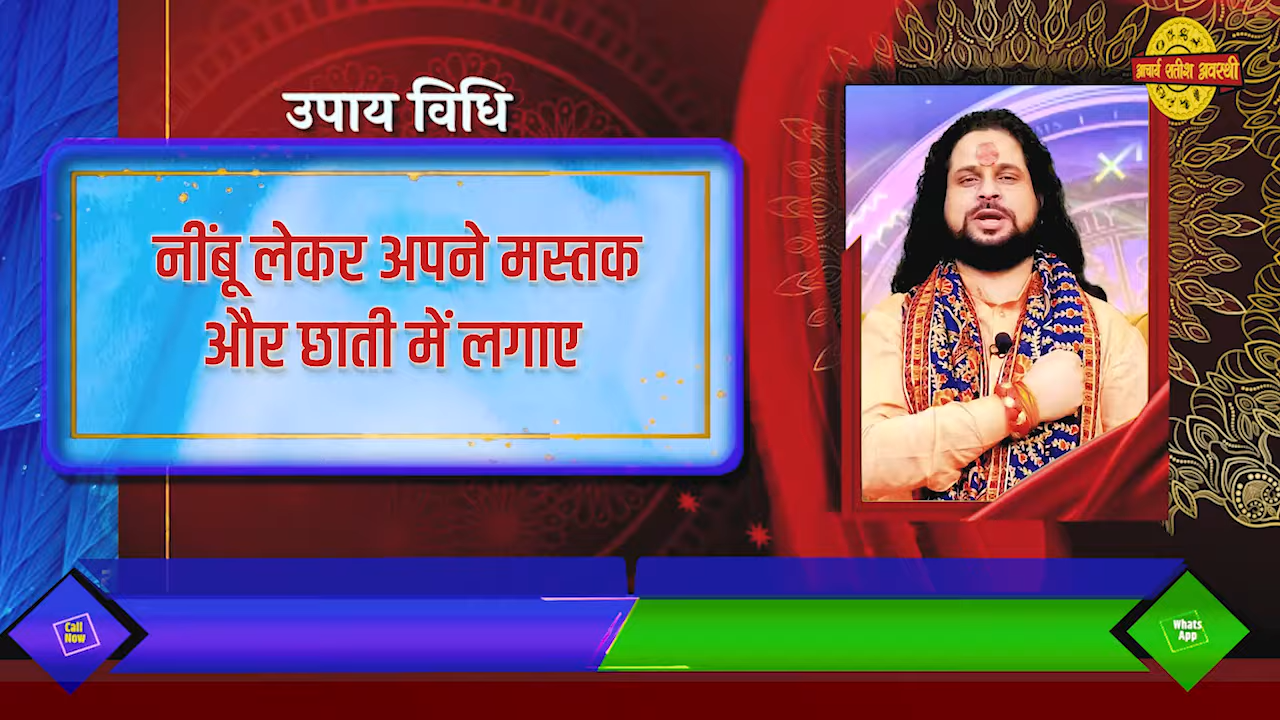 आचार्य सतीश अवस्थी
उपाय विधि
नींबू लेकर अपने मस्तक
और छाती में लगाए
Call
Now
Whats
App